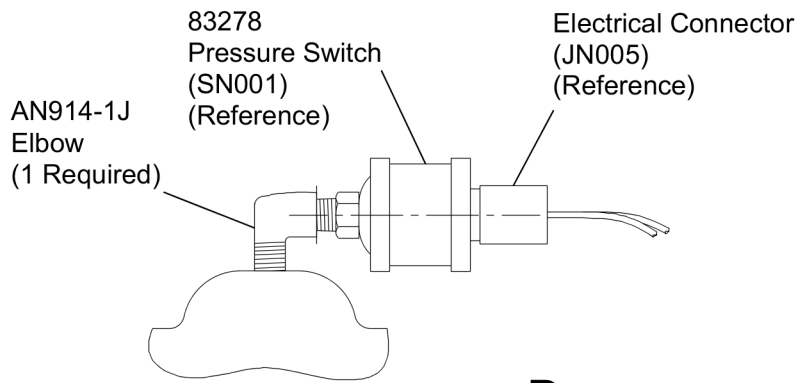 83278
Pressure Switch
(SN001)
(Reference)
Electrical Connector
(JN005)
(Reference)
AN914-1J
Elbow
(1 Required)